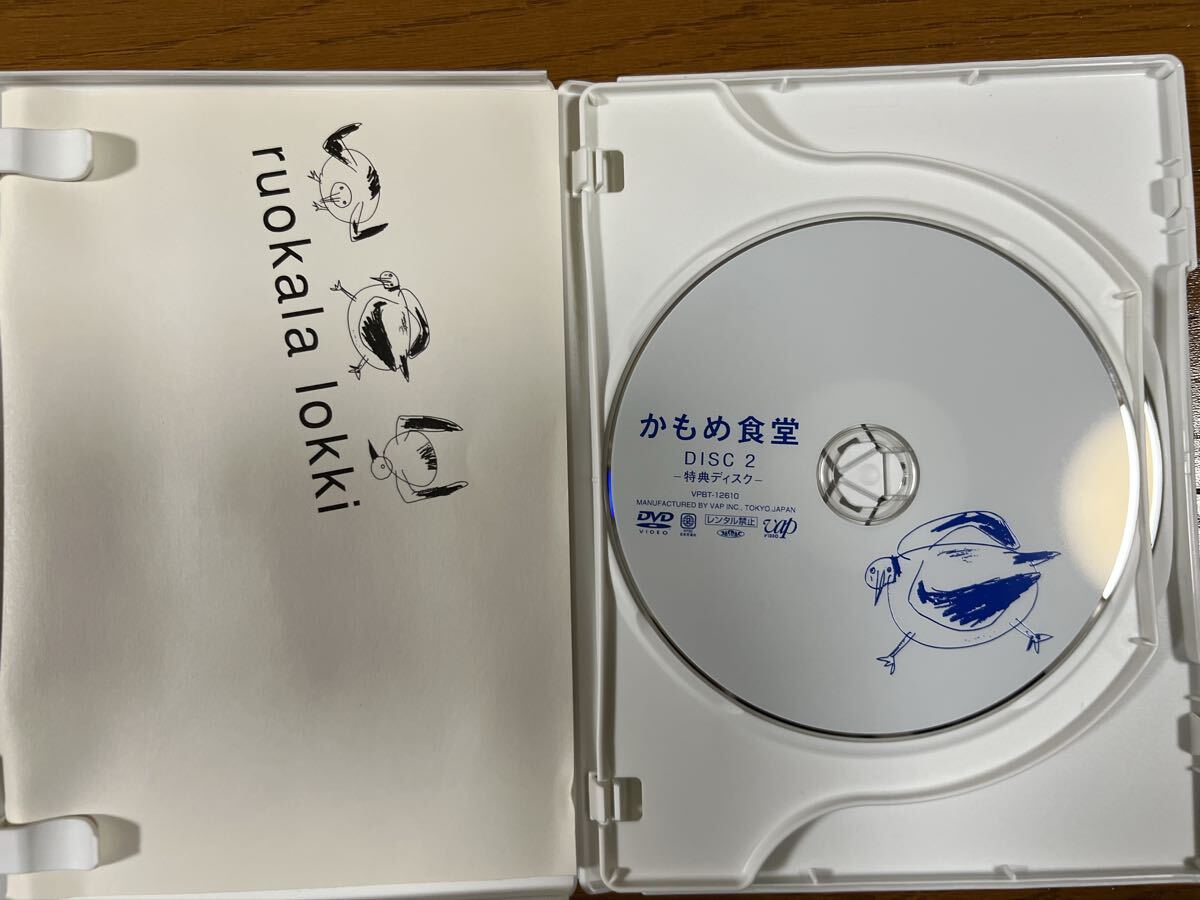 ruokala lokki
かもめ食堂
DISC 2
−特典ディスク−
VPBT-12610
MANUFACTURED BY VAP INC., TOKYO, JAPAN
DVD VIDEO レンタル禁止 vap VIDEO